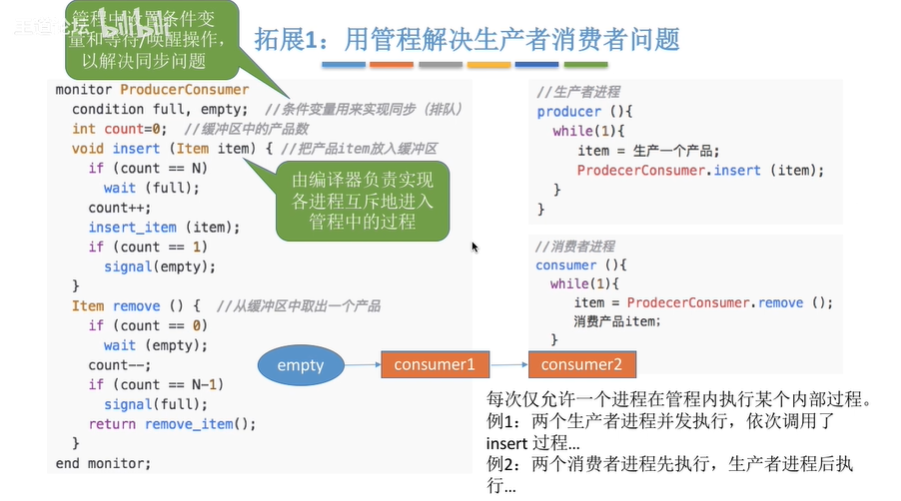 王道论坛 bilibili
管程中设置条件变
量和等待/唤醒操作，
以解决同步问题
拓展1：用管程解决生产者消费者问题
monitor ProducerConsumer
condition full, empty; //条件变量用来实现同步（排队）
int count=0; //缓冲区中的产品数
void insert (Item item) { //把产品item放入缓冲区
if (count == N)
wait (full);
count++;
insert_item (item);
if (count == 1)
signal(empty);
}
Item remove () { //从缓冲区中取出一个产品
if (count == 0)
wait (empty);
count--;
if (count == N-1)
signal(full);
return remove_item();
}
end monitor;
由编译器负责实现
各进程互斥地进入
管程中的过程
//生产者进程
producer (){
while(1){
item = 生产一个产品;
ProdecerConsumer.insert (item);
}
}
//消费者进程
consumer (){
while(1){
item = ProdecerConsumer.remove ();
消费产品item;
}
empty
consumer1
consumer2
每次仅允许一个进程在管程内执行某个内部过程。
例1：两个生产者进程并发执行，依次调用了
insert 过程...
例2：两个消费者进程先执行，生产者进程后执
行...